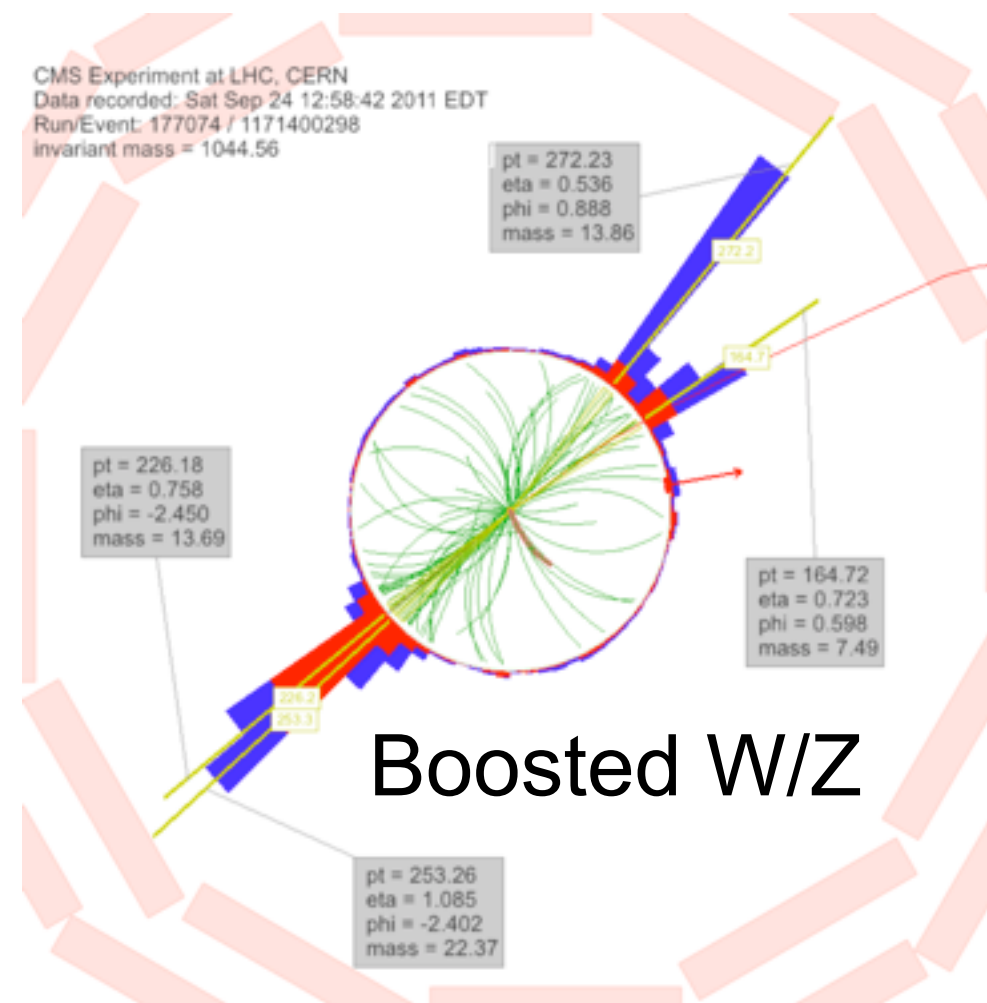 CMS Experiment at LHC, CERN
Data recorded: Sat Sep 24 12:58:42 2011 EDT
Run/Event: 177074 / 1171400298
invariant mass = 1044.56
pt = 272.23
eta = 0.536
phi = 0.888
mass = 13.86
272.2
164.7
pt = 226.18
eta = 0.758
phi = -2.450
mass = 13.69
pt = 164.72
eta = 0.723
phi = 0.598
mass = 7.49
226.2
253.3
Boosted W/Z
pt = 253.26
eta = 1.085
phi = -2.402
mass = 22.37